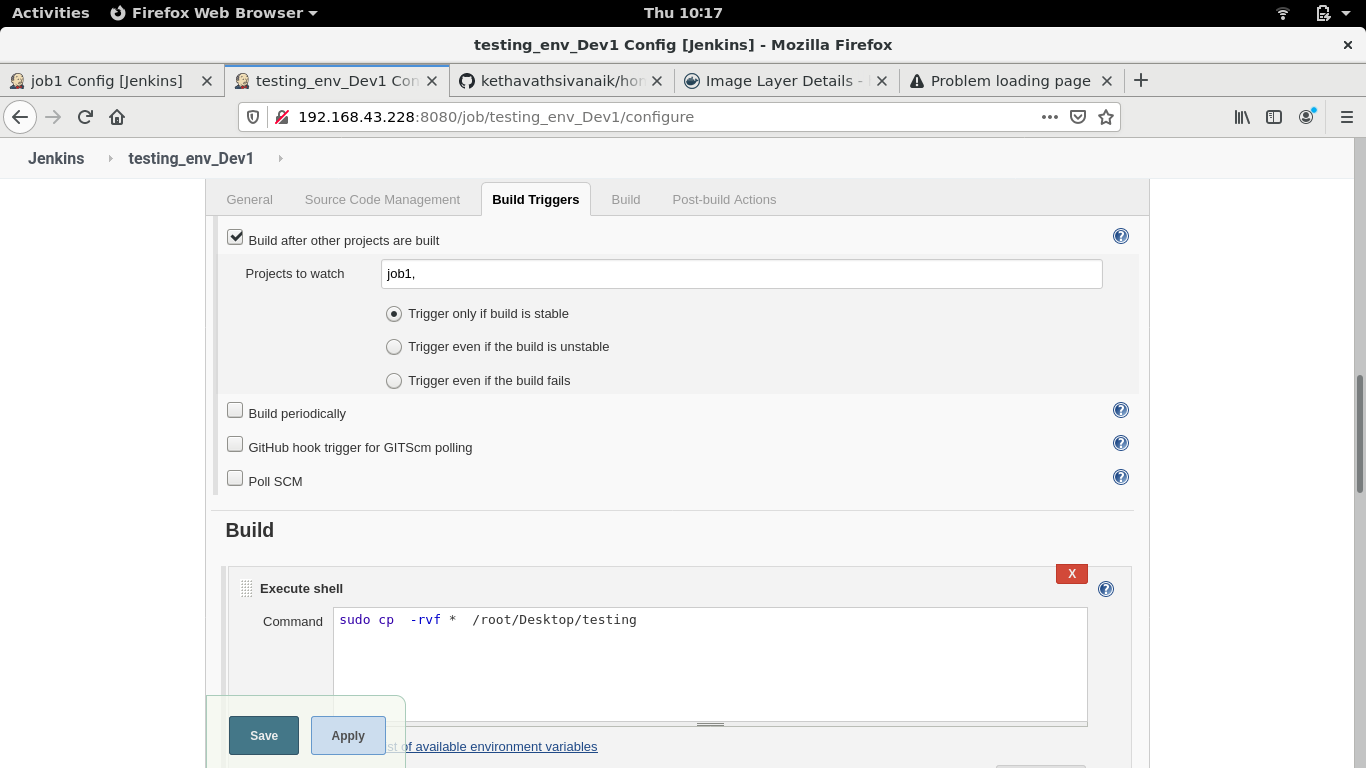 Activities Firefox Web Browser Thu 10:17
testing_env_Dev1 Config [Jenkins] - Mozilla Firefox ×
job1 Config [Jenkins] testing_env_Dev1 Con kethavathsivanaik/hor Image Layer Details - Problem loading page
192.168.43.228:8080/job/testing_env_Dev1/configure
Jenkins testing_env_Dev1
General Source Code Management Build Triggers Build Post-build Actions
Build after other projects are built
Projects to watch job1,
Trigger only if build is stable
Trigger even if the build is unstable
Trigger even if the build fails
Build periodically
GitHub hook trigger for GITScm polling
Poll SCM
Build
X
Execute shell
Command sudo cp  -rvf *  /root/Desktop/testing
Save Apply
st of available environment variables